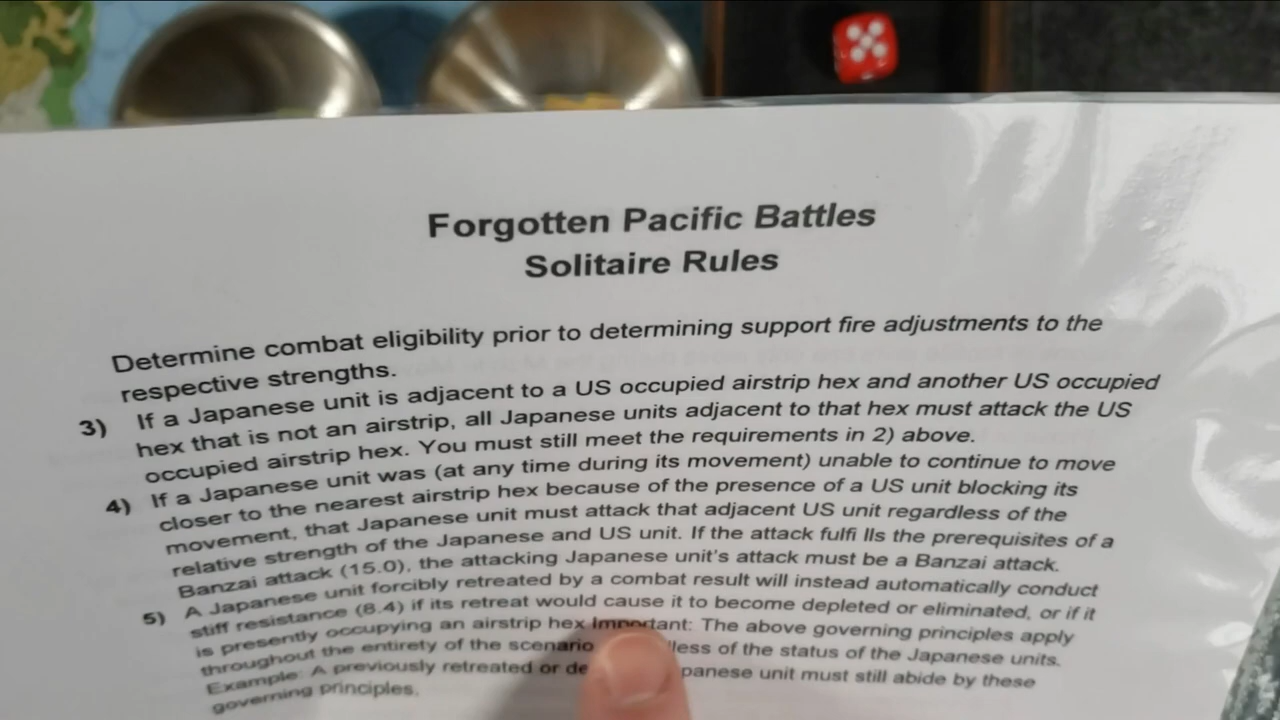 Forgotten Pacific Battles
Solitaire Rules
Determine combat eligibility prior to determining support fire adjustments to the
respective strengths.
3) If a Japanese unit is adjacent to a US occupied airstrip hex and another US occupied
hex that is not an airstrip, all Japanese units adjacent to that hex must attack the US
occupied airstrip hex. You must still meet the requirements in 2) above.
4) If a Japanese unit was (at any time during its movement) unable to continue to move
closer to the nearest airstrip hex because of the presence of a US unit blocking its
movement, that Japanese unit must attack that adjacent US unit regardless of the
relative strength of the Japanese and US unit. If the attack fulfi lls the prerequisites of a
Banzai attack (15.0), the attacking Japanese unit's attack must be a Banzai attack.
5) A Japanese unit forcibly retreated by a combat result will instead automatically conduct
stiff resistance (8.4) if its retreat would cause it to become depleted or eliminated, or if it
is presently occupying an airstrip hex Important: The above governing principles apply
throughout the entirety of the scenario less of the status of the Japanese units.
Example: A previously retreated or de panese unit must still abide by these
governing principles.